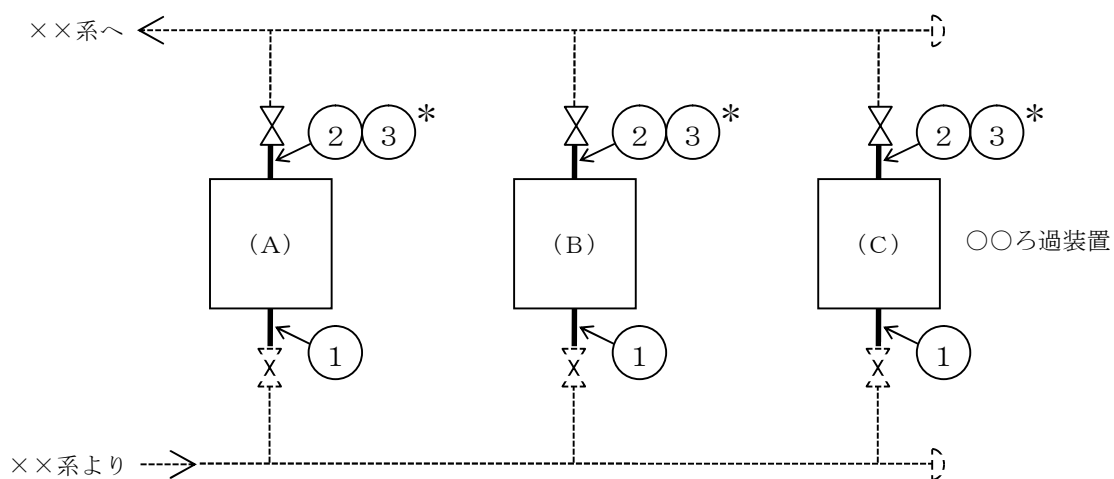 ××系へ
② ③ *
② ③ *
② ③ *
（A）
（B）
（C）
○○ろ過装置
①
①
①
××系より